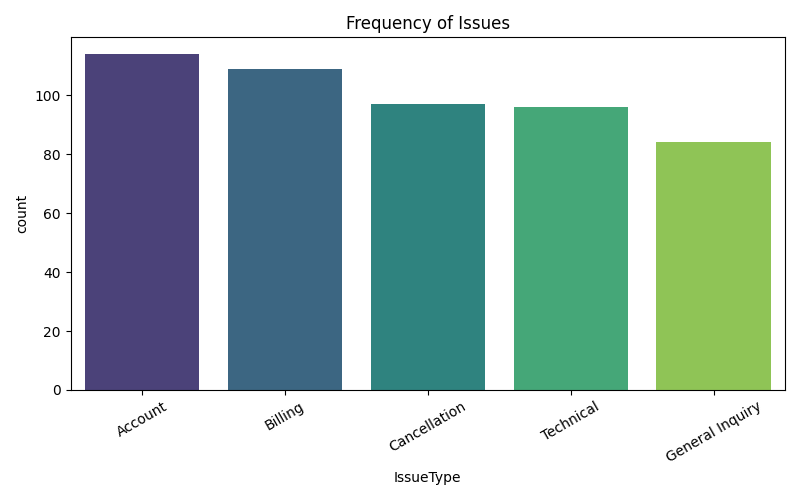 Frequency of Issues
count
100
80
60
40
20
0
Account
Billing
Cancellation
Technical
General Inquiry
IssueType